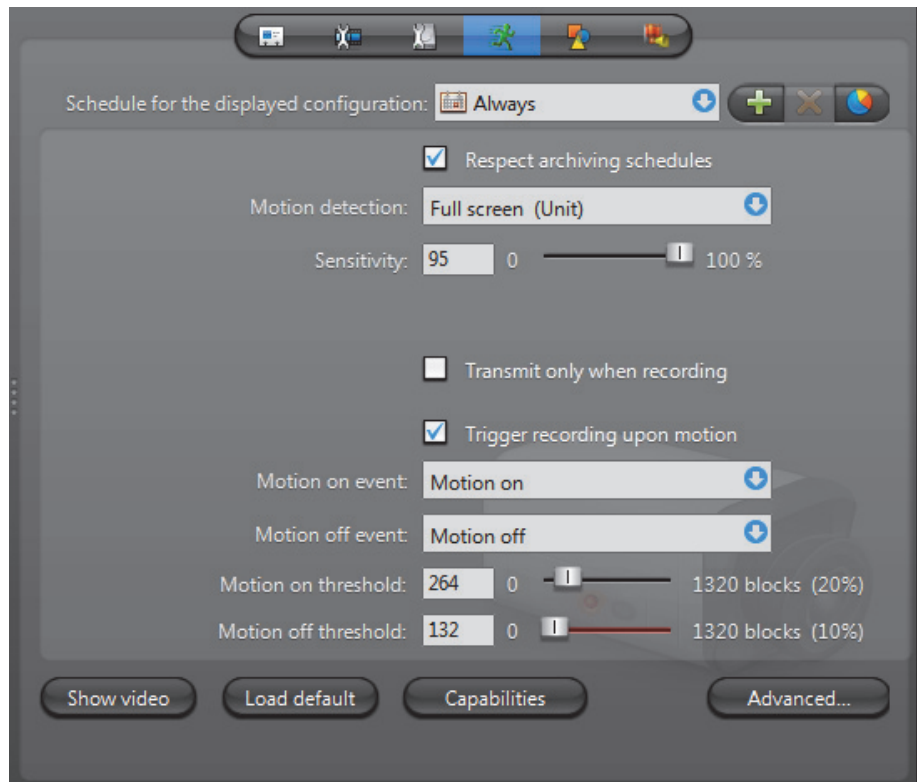 Schedule for the displayed configuration: Always
Respect archiving schedules
Motion detection: Full screen (Unit)
Sensitivity: 95 0 100 %
Transmit only when recording
Trigger recording upon motion
Motion on event: Motion on
Motion off event: Motion off
Motion on threshold: 264 0 1320 blocks (20%)
Motion off threshold: 132 0 1320 blocks (10%)
Show video Load default Capabilities Advanced...